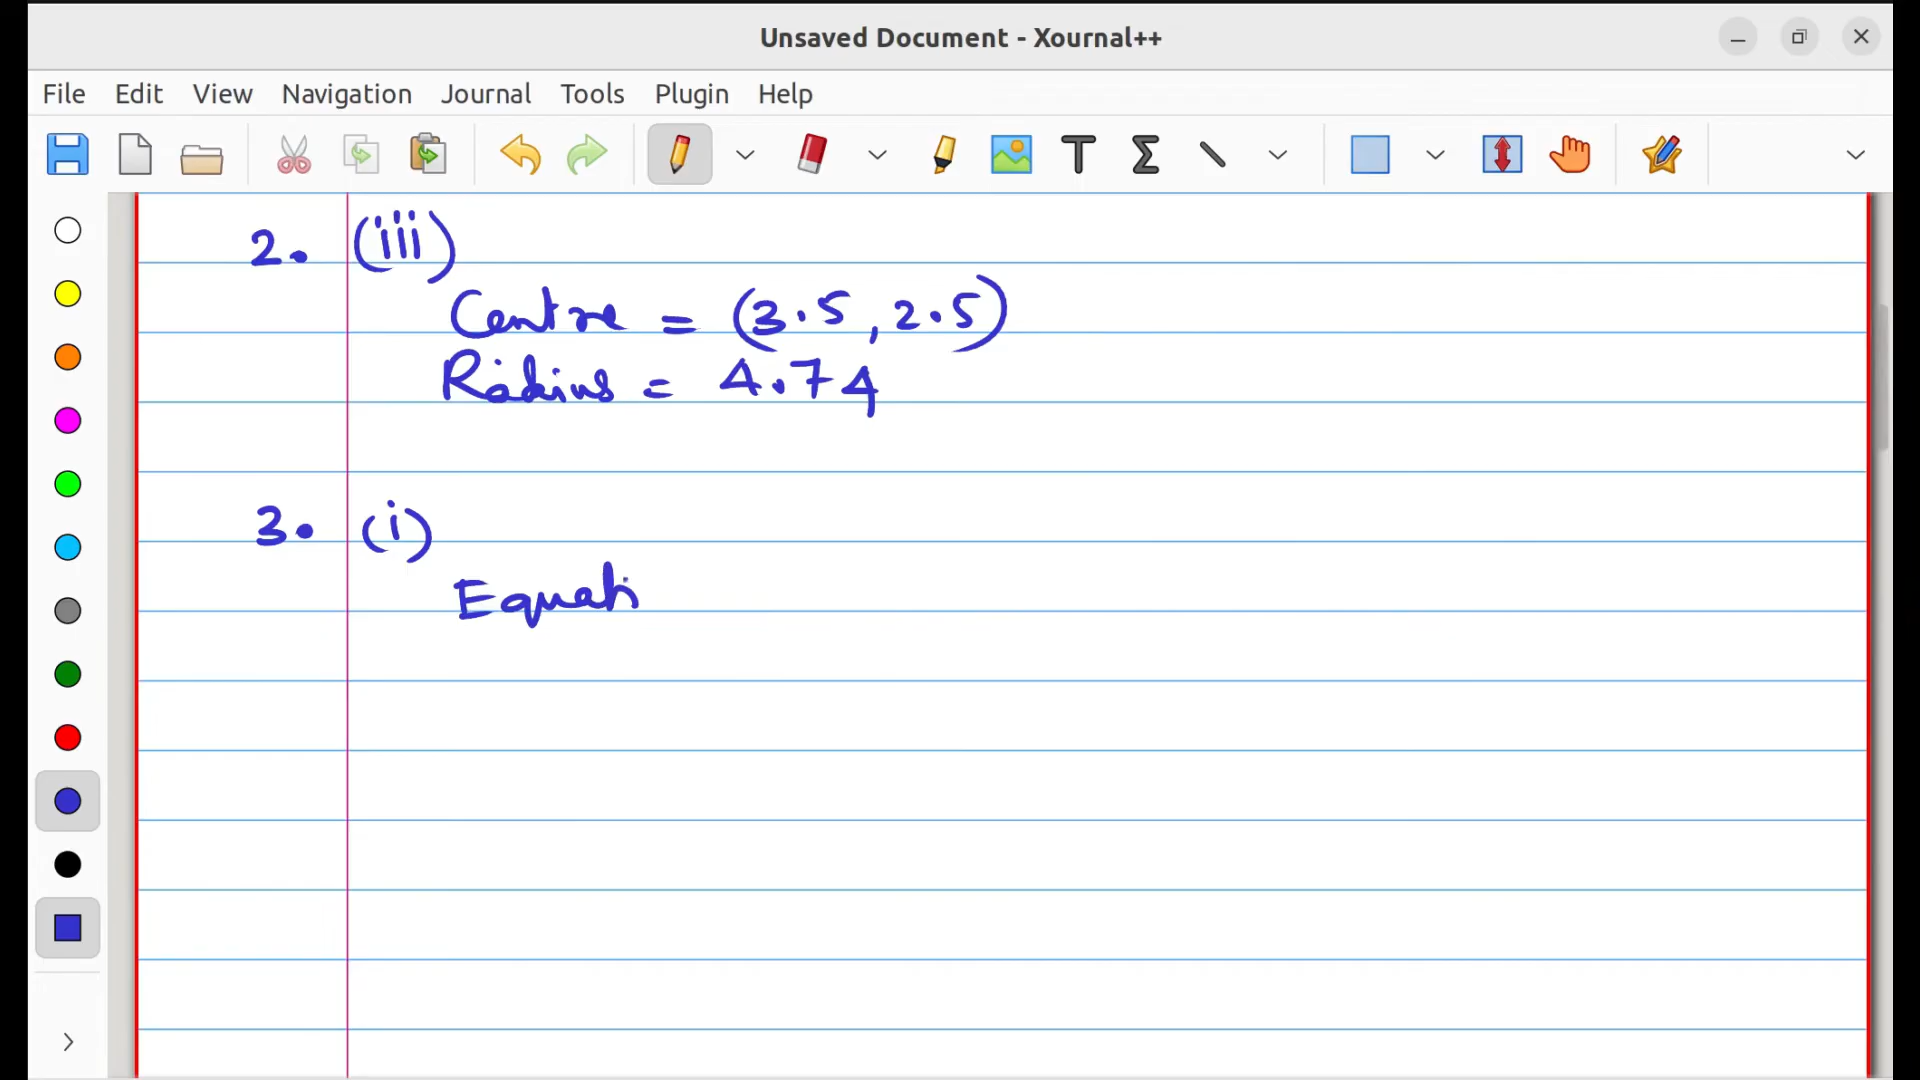 Unsaved Document - Xournal++
File Edit View Navigation Journal Tools Plugin Help
2. (iii)
Centre = (3.5, 2.5)
Radius = 4.74
3. (i)
Equati